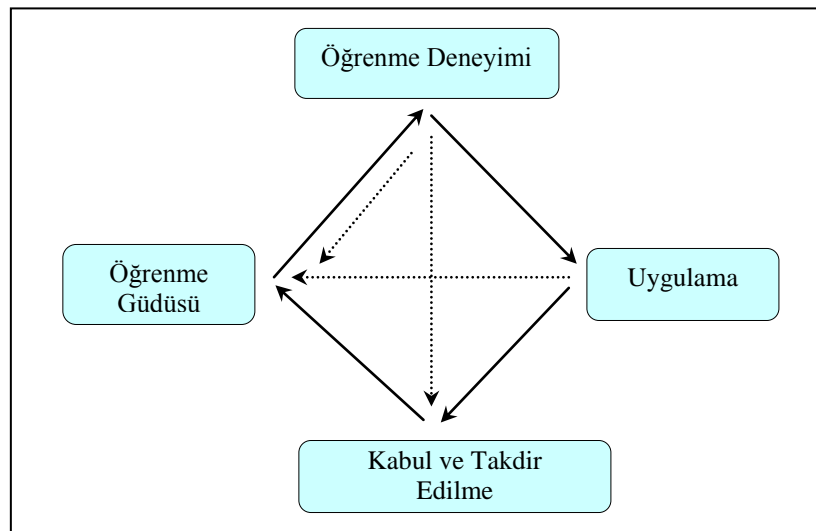 Öğrenme Deneyimi
Öğrenme
Güdüsü
Uygulama
Kabul ve Takdir
Edilme